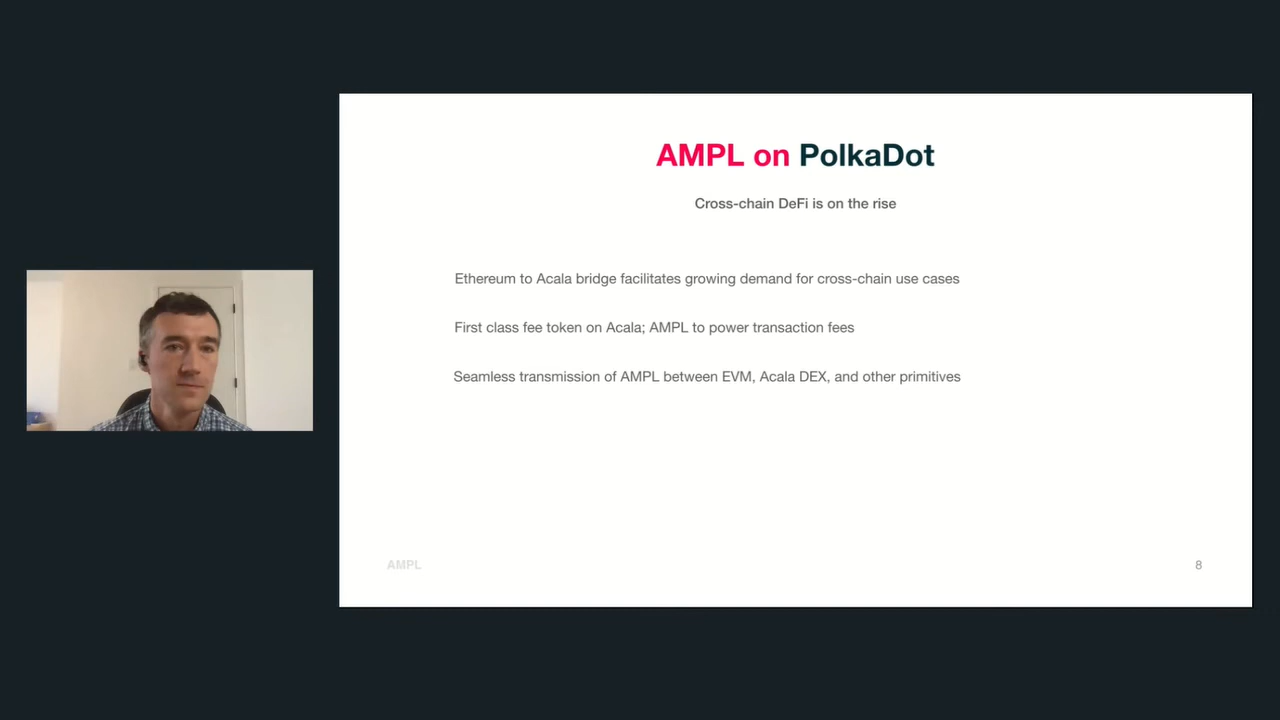 AMPL on PolkaDot
Cross-chain DeFi is on the rise
Ethereum to Acala bridge facilitates growing demand for cross-chain use cases
First class fee token on Acala; AMPL to power transaction fees
Seamless transmission of AMPL between EVM, Acala DEX, and other primitives
AMPL
8